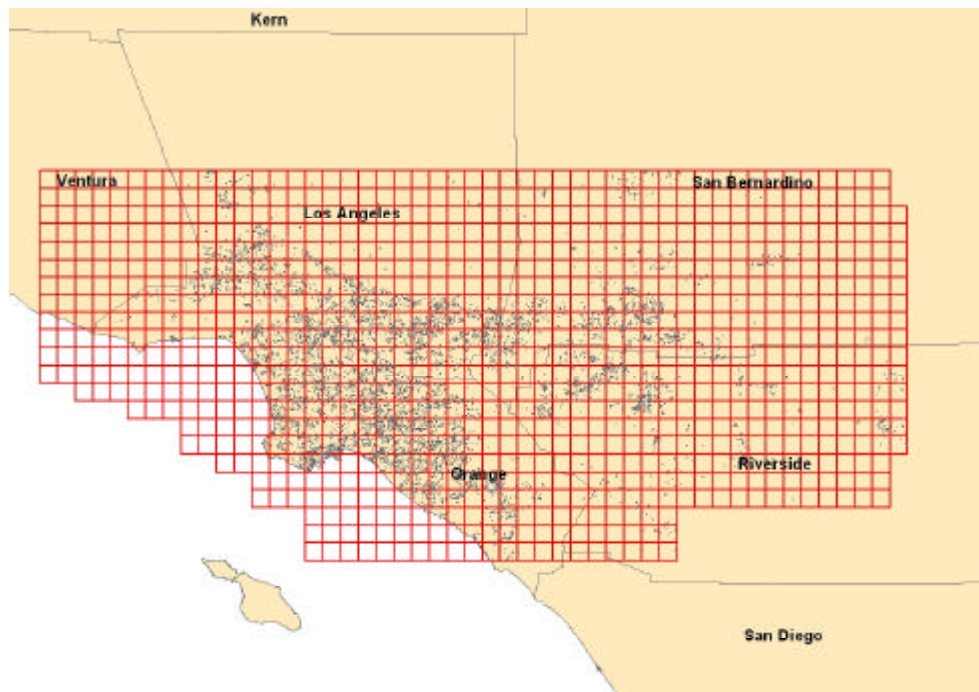 Kern
Ventura
San Bernardino
Los Angeles
Riverside
Orange
San Diego